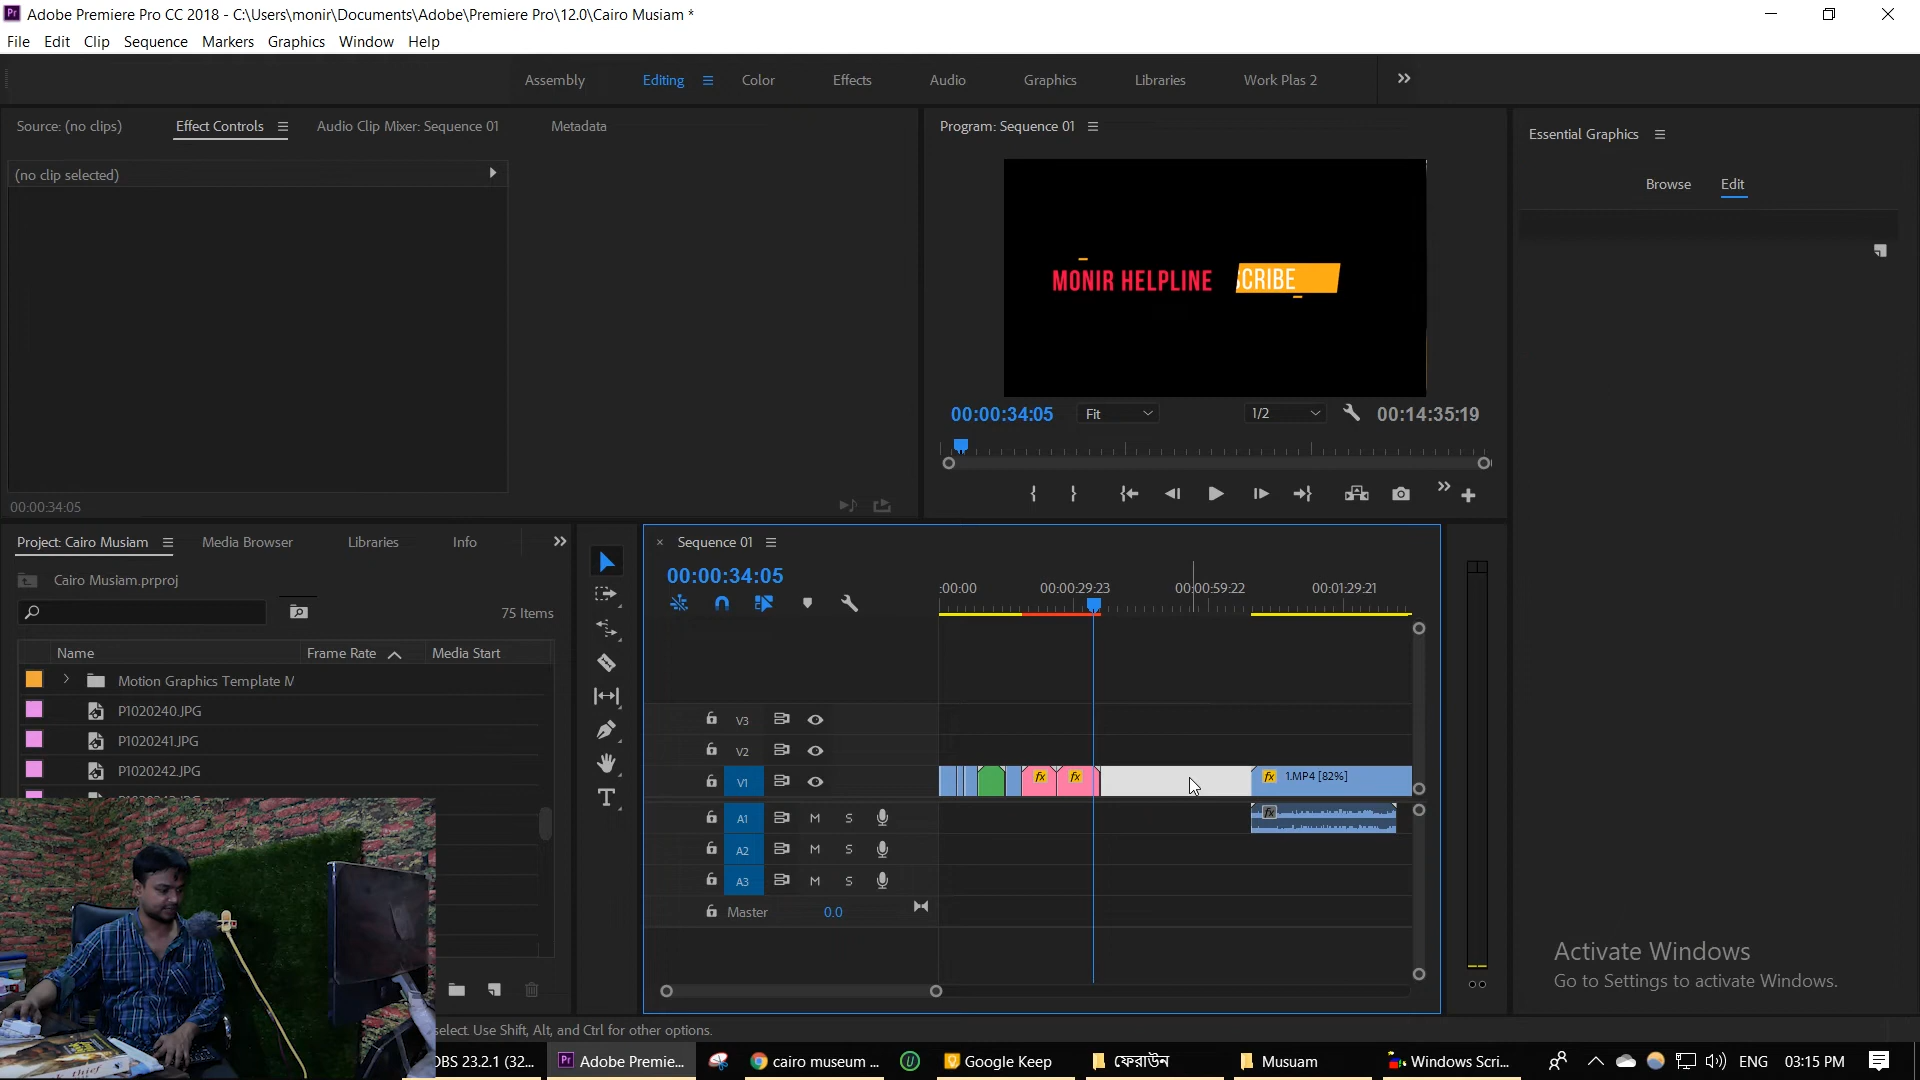 Adobe Premiere Pro CC 2018 - C:\Users\monir\Documents\Adobe\Premiere Pro\12.0\Cairo Musiam *
File Edit Clip Sequence Markers Graphics Window Help
Assembly Editing Color Effects Audio Graphics Libraries Work Plas 2
Source: (no clips) Effect Controls Audio Clip Mixer: Sequence 01 Metadata
Program: Sequence 01
Essential Graphics
(no clip selected)
Browse Edit
MONIR HELPLINE SCRIBE
00:00:34:05 Fit 1/2 00:14:35:19
00:00:34:05
Project: Cairo Musiam Media Browser Libraries Info
Sequence 01
Cairo Musiam.prproj
00:00:34:05
:00:00 00:00:29:23 00:00:59:22 00:01:29:21
75 Items
Name Frame Rate Media Start
Motion Graphics Template M
P1020240.JPG
P1020241.JPG
P1020242.JPG
V3
V2
V1
fx fx fx 1.MP4 [82%]
A1 M S fx
A2 M S
A3 M S
Master 0.0
Activate Windows
Go to Settings to activate Windows.
select. Use Shift, Alt, and Ctrl for other options.
OBS 23.2.1 (32... Adobe Premie... cairo museum ... Google Keep ফেরাউন Musuam Windows Scri... ENG 03:15 PM